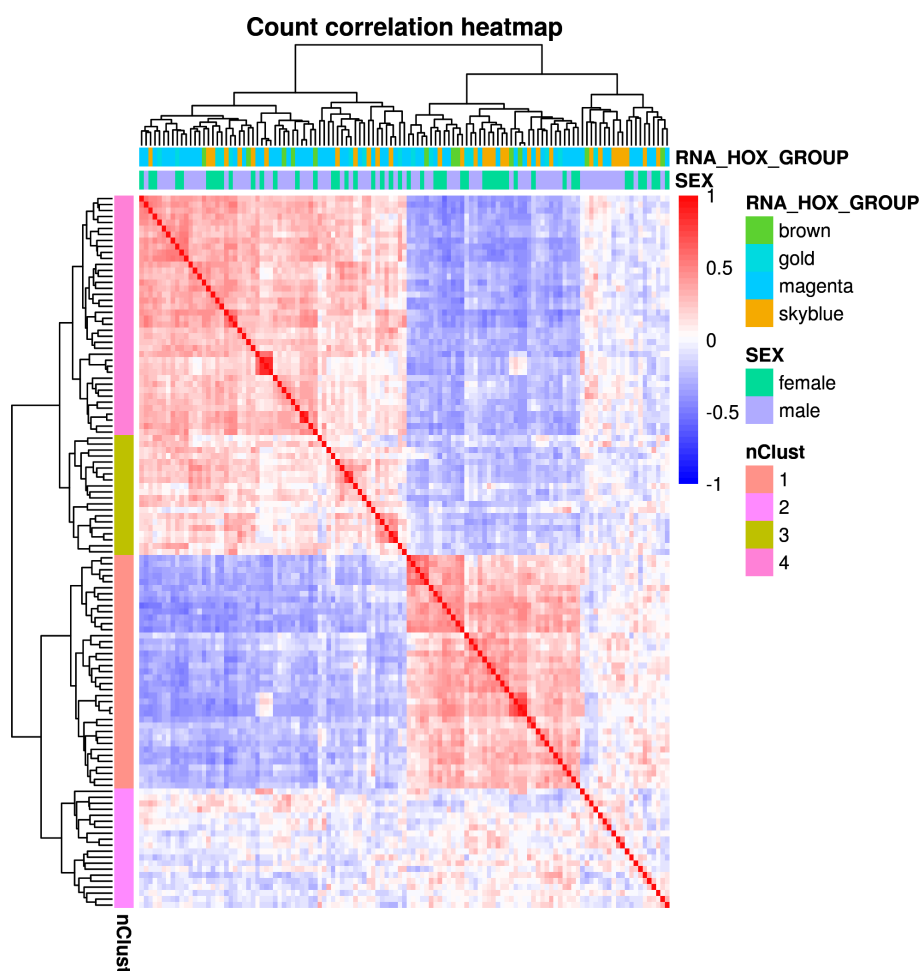 Count correlation heatmap
RNA_HOX_GROUP
SEX
1
0.5
0
-0.5
-1
RNA_HOX_GROUP
brown
gold
magenta
skyblue
SEX
female
male
nClust
1
2
3
4
nClust